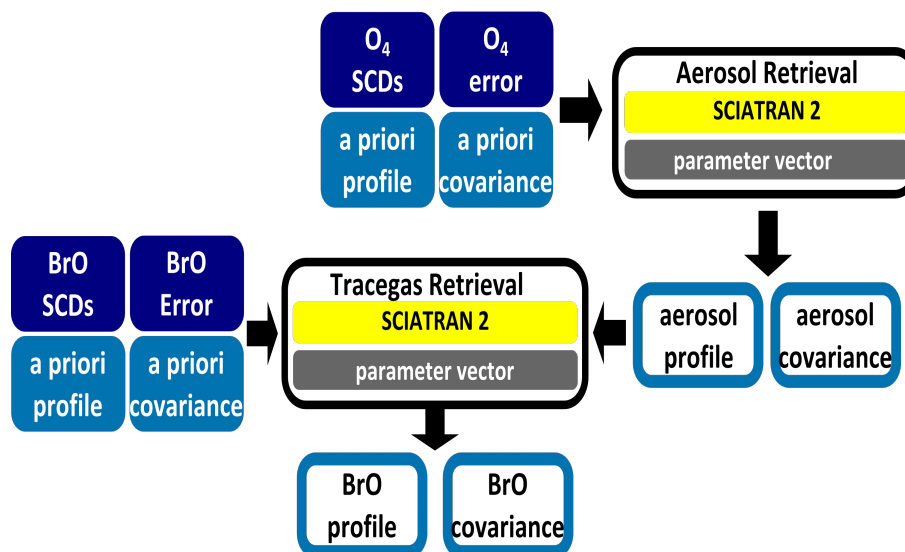 O₄ SCDs
O₄ error
a priori profile
a priori covariance
Aerosol Retrieval
SCIATRAN 2
parameter vector
BrO SCDs
BrO Error
a priori profile
a priori covariance
Tracegas Retrieval
SCIATRAN 2
parameter vector
aerosol profile
aerosol covariance
BrO profile
BrO covariance